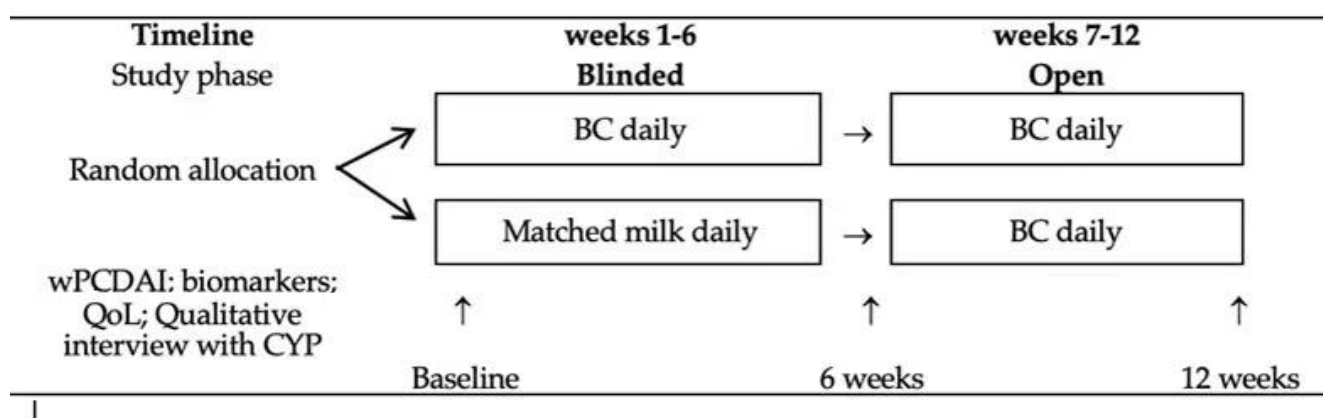 Timeline weeks 1-6 weeks 7-12
Study phase Blinded Open
BC daily → BC daily
Random allocation
Matched milk daily → BC daily
wPCDAI: biomarkers;
QoL; Qualitative ↑ ↑ ↑
interview with CYP
Baseline 6 weeks 12 weeks